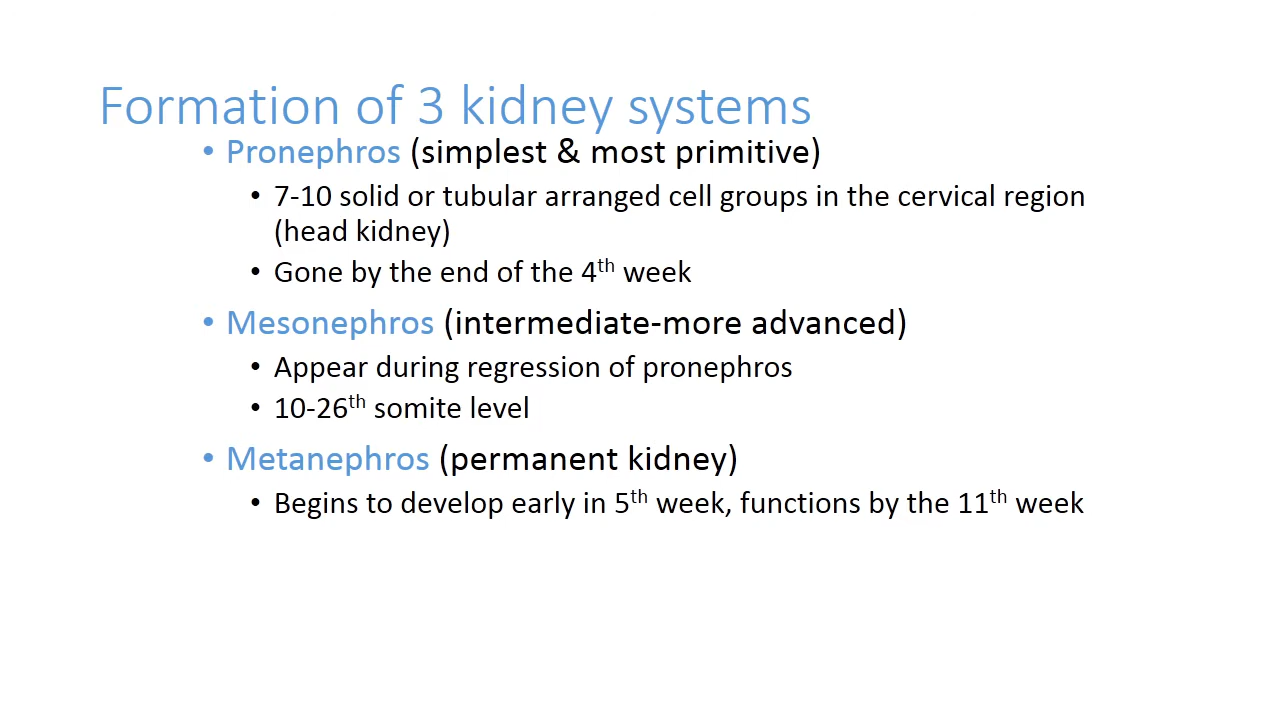 Formation of 3 kidney systems
• Pronephros (simplest & most primitive)
• 7-10 solid or tubular arranged cell groups in the cervical region
(head kidney)
• Gone by the end of the 4th week
• Mesonephros (intermediate-more advanced)
• Appear during regression of pronephros
• 10-26th somite level
• Metanephros (permanent kidney)
• Begins to develop early in 5th week, functions by the 11th week